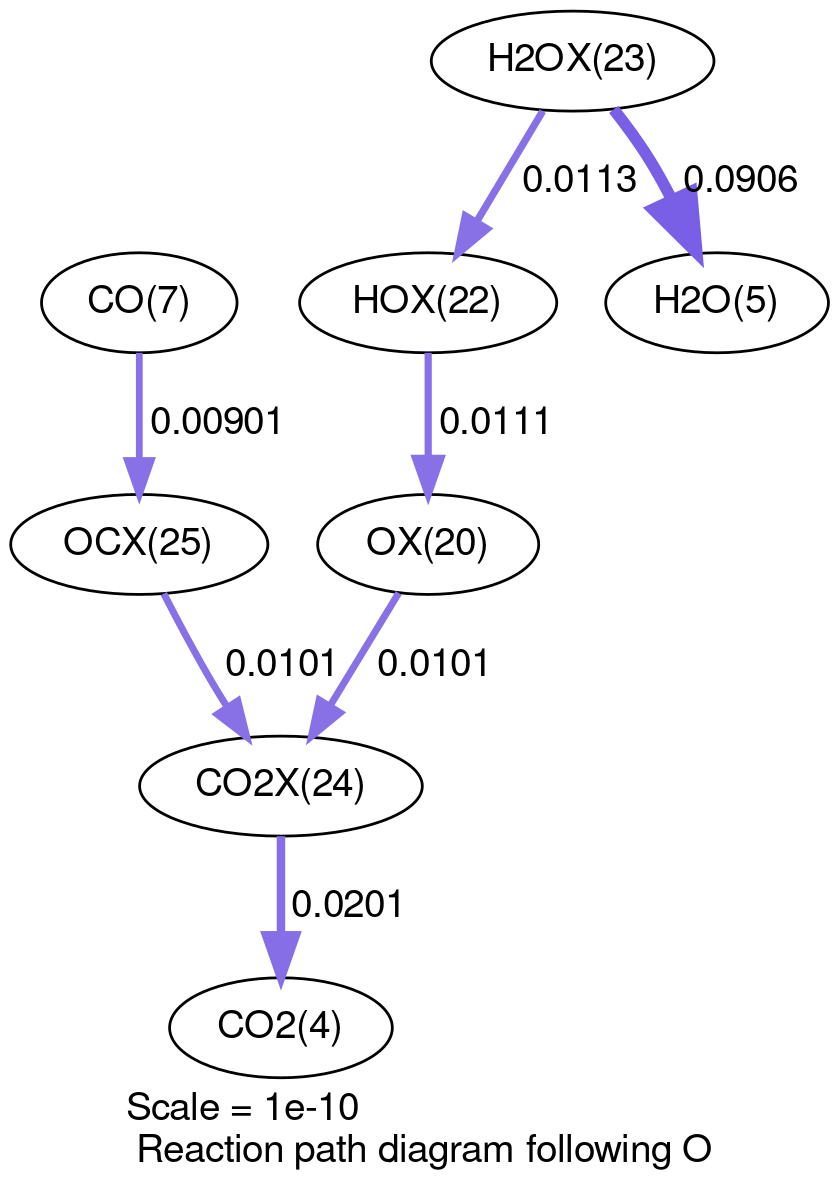 H2OX(23)
0.0113
0.0906
CO(7)
HOX(22)
H2O(5)
0.00901
0.0111
OCX(25)
OX(20)
0.0101
0.0101
CO2X(24)
0.0201
CO2(4)
Scale = 1e-10
Reaction path diagram following O